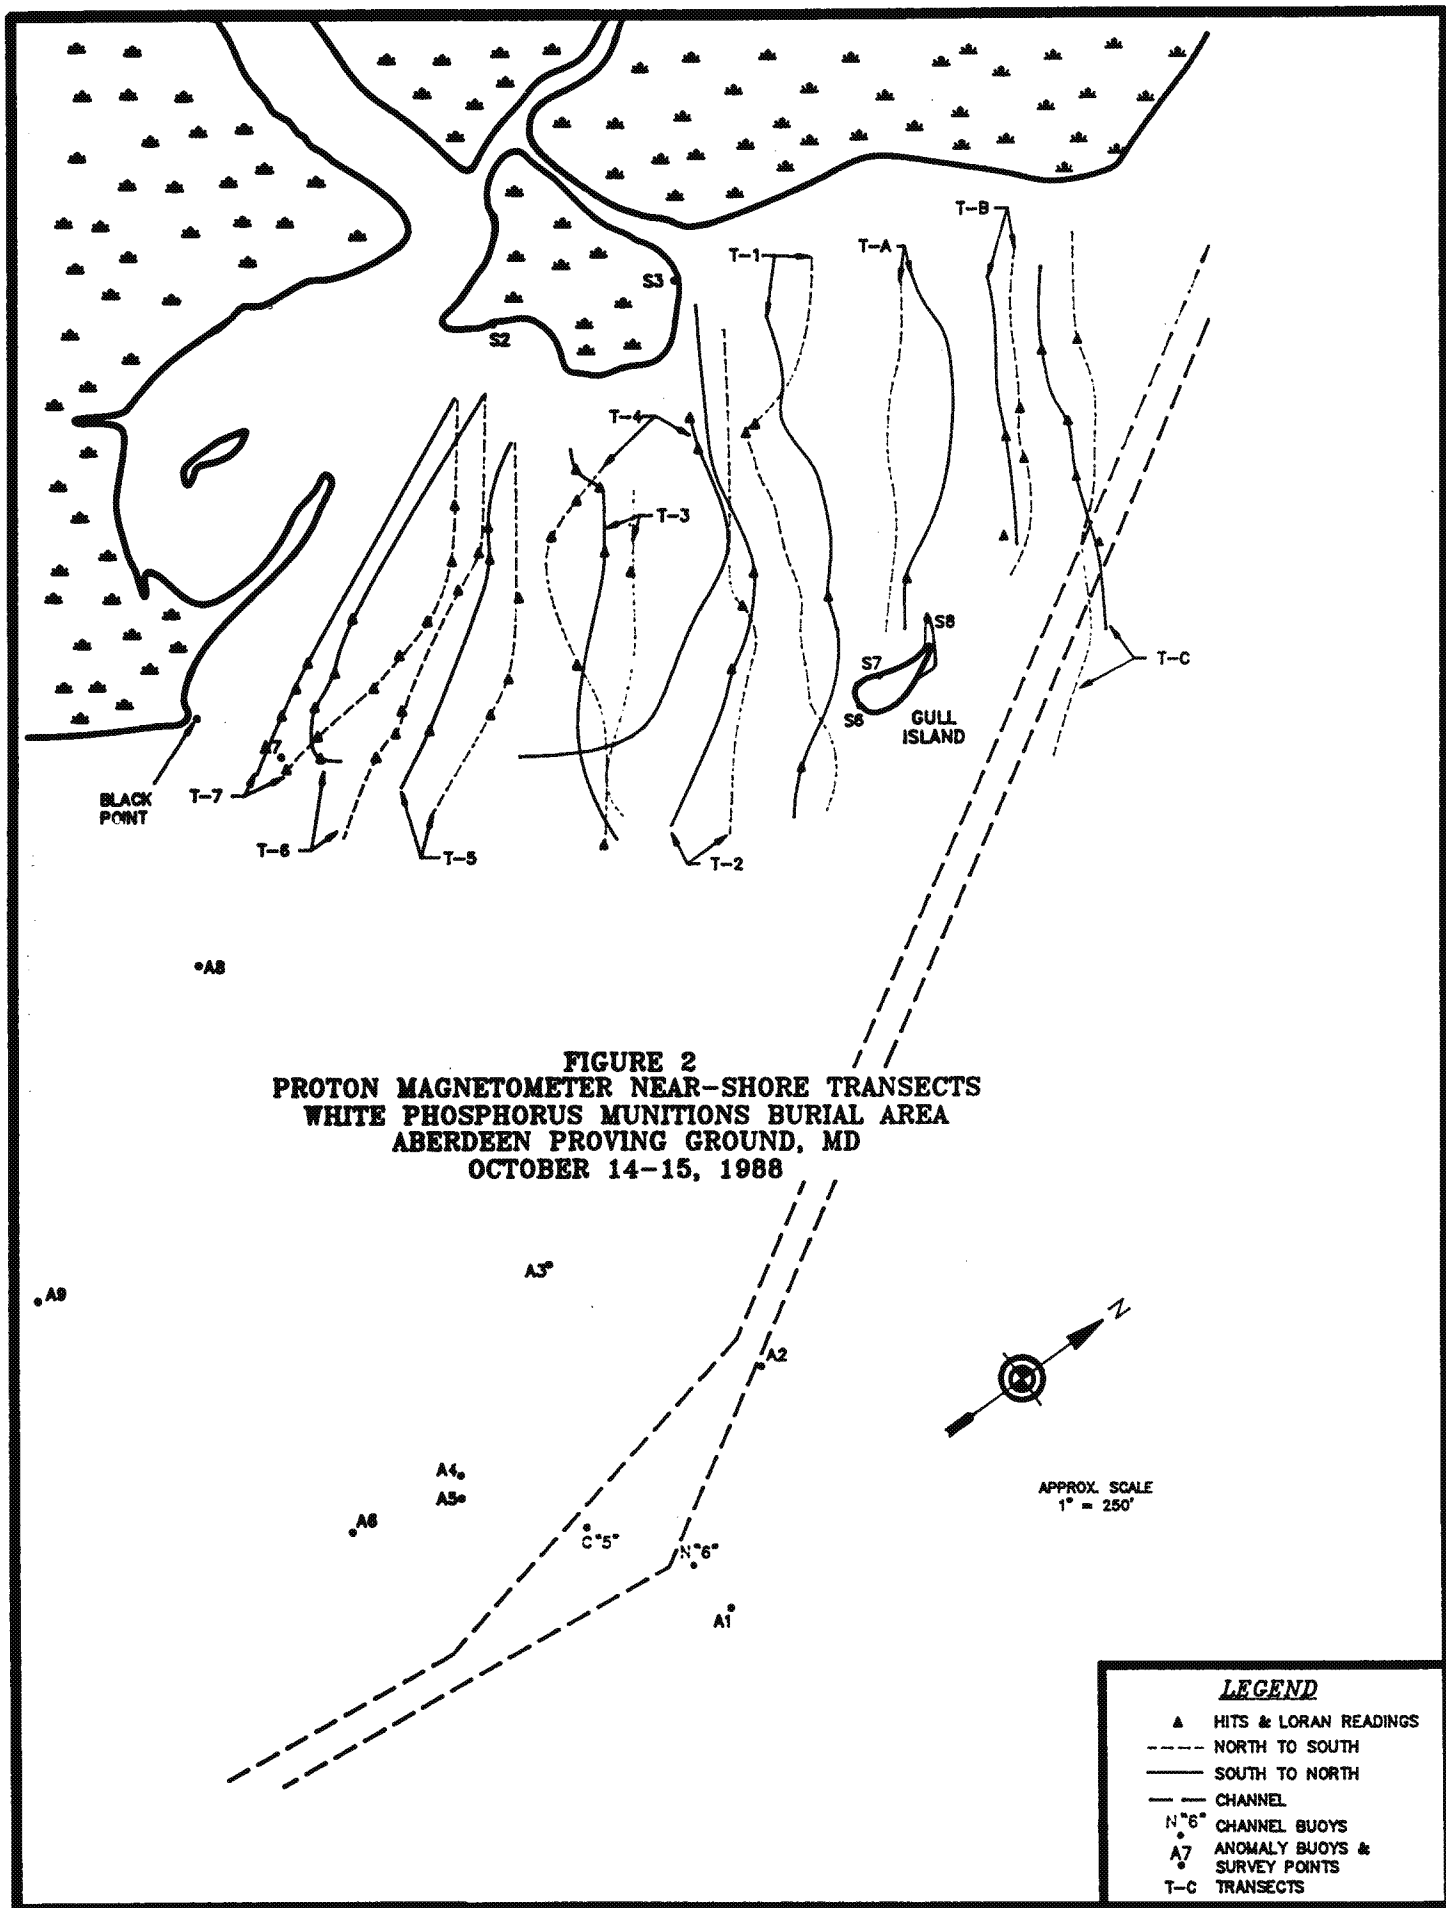 T-B
T-1
T-A
S3
S2
T-4
T-3
S8
S7
T-C
S6
GULL
ISLAND
A7
BLACK
POINT
T-7
T-6
T-5
T-2
A8
FIGURE 2
PROTON MAGNETOMETER NEAR-SHORE TRANSECTS
WHITE PHOSPHORUS MUNITIONS BURIAL AREA
ABERDEEN PROVING GROUND, MD
OCTOBER 14-15, 1988
A3
A9
N
A2
A4
A5
APPROX. SCALE
1" = 250'
A6
C"5"
N"6"
A1
LEGEND
HITS & LORAN READINGS
NORTH TO SOUTH
SOUTH TO NORTH
CHANNEL
N"6" CHANNEL BUOYS
A7 ANOMALY BUOYS &
SURVEY POINTS
T-C TRANSECTS